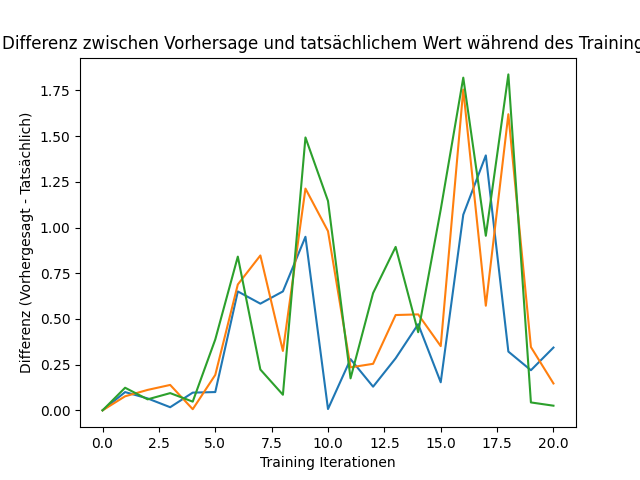 Differenz zwischen Vorhersage und tatsächlichem Wert während des Training
Differenz (Vorhergesagt - Tatsächlich)
1.75
1.50
1.25
1.00
0.75
0.50
0.25
0.00
0.0 2.5 5.0 7.5 10.0 12.5 15.0 17.5 20.0
Training Iterationen